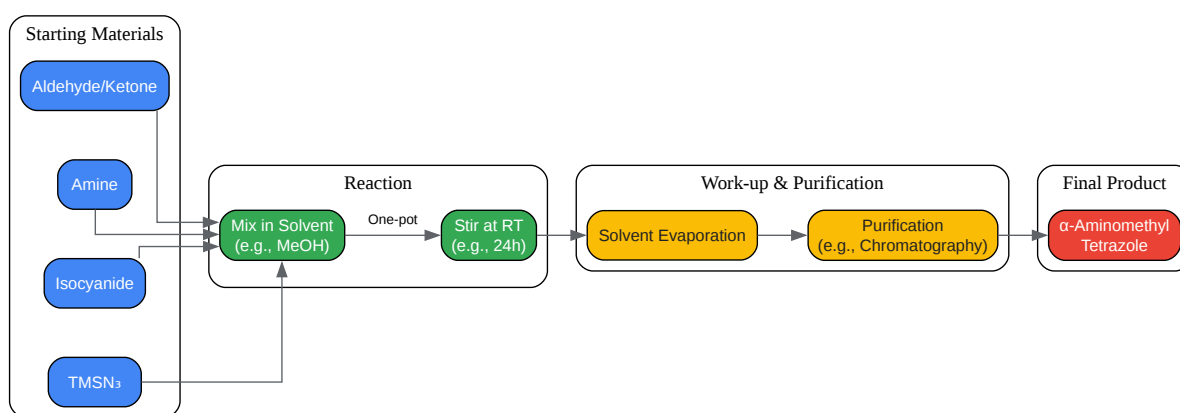 Starting Materials
Aldehyde/Ketone
Amine
Isocyanide
TMSN₃
Reaction
Mix in Solvent
(e.g., MeOH)
One-pot
Stir at RT
(e.g., 24h)
Work-up & Purification
Solvent Evaporation
Purification
(e.g., Chromatography)
Final Product
α-Aminomethyl
Tetrazole